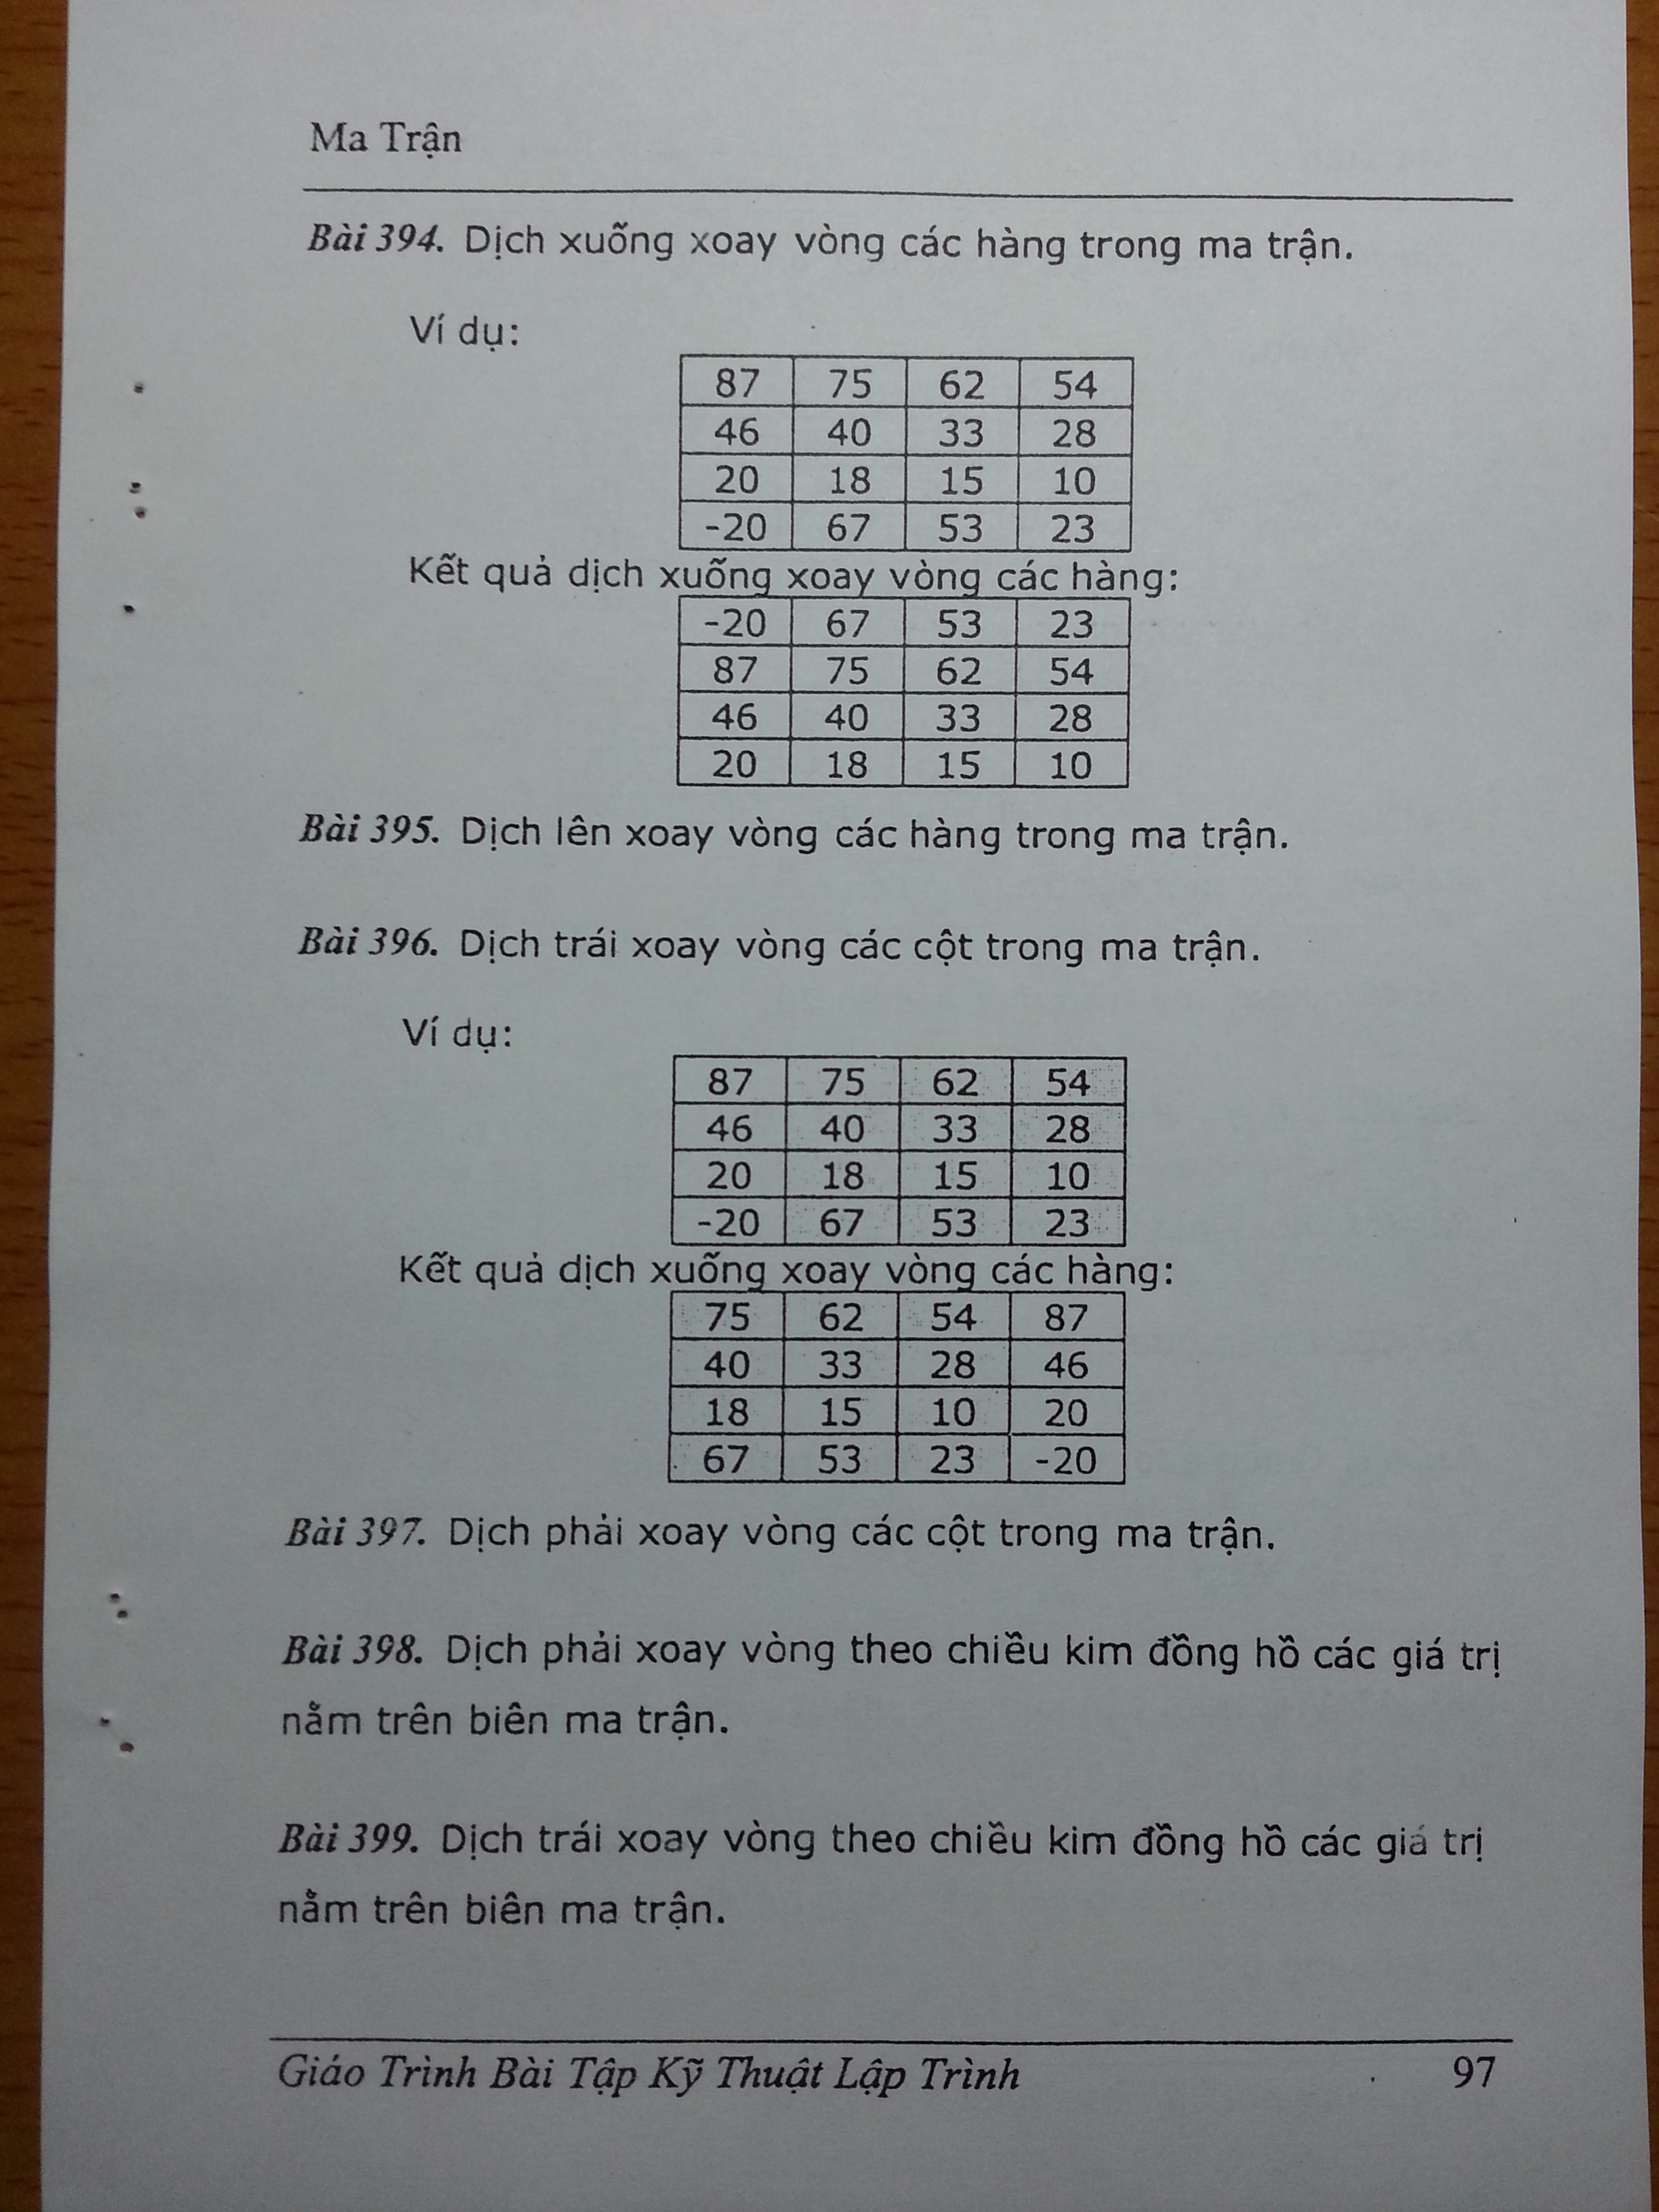 Ma Trận
Bài 394. Dịch xuỗng xoay vòng các hàng trong ma trận.
Ví dụ:
87 75 62 54
46 40 33 28
20 18 15 10
-20 67 53 23
Kết quả dịch xuỗng xoay vòng các hàng:
-20 67 53 23
87 75 62 54
46 40 33 28
20 18 15 10
Bài 395. Dịch lên xoay vòng các hàng trong ma trận.
Bài 396. Dịch trái xoay vòng các cột trong ma trận.
Ví dụ:
87 75 62 54
46 40 33 28
20 18 15 10
-20 67 53 23
Kết quả dịch xuỗng xoay vòng các hàng:
75 62 54 87
40 33 28 46
18 15 10 20
67 53 23 -20
Bài 397. Dịch phải xoay vòng các cột trong ma trận.
Bài 398. Dịch phải xoay vòng theo chiều kim đồng hồ các giá trị
nằm trên biên ma trận.
Bài 399. Dịch trái xoay vòng theo chiều kim đồng hồ các giá trị
nằm trên biên ma trận.
Giáo Trình Bài Tập Kỹ Thuật Lập Trình 97